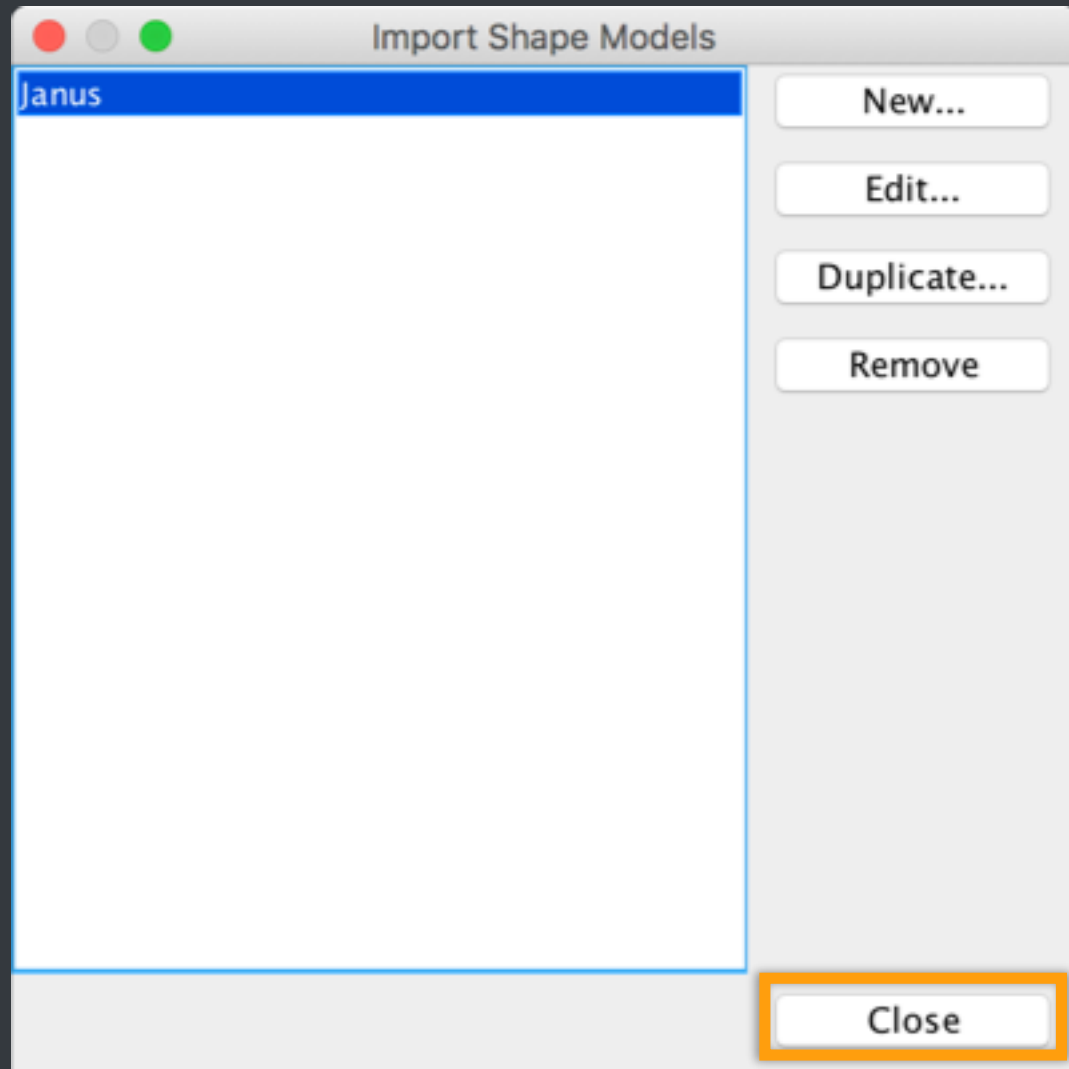 Import Shape Models
Janus
New...
Edit...
Duplicate...
Remove
Close